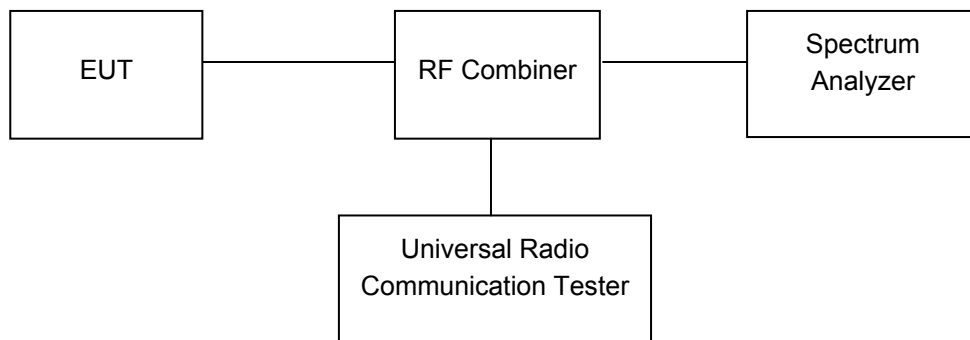 EUT
RF Combiner
Spectrum
Analyzer
Universal Radio
Communication Tester